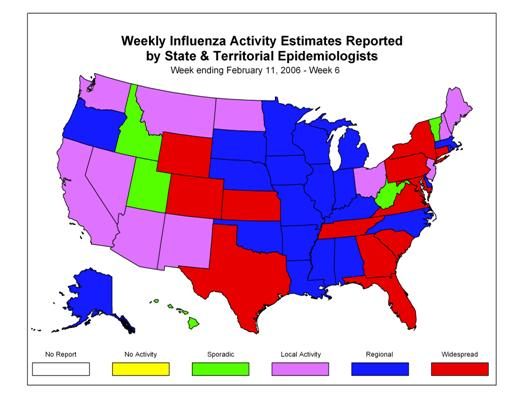 Weekly Influenza Activity Estimates Reported
by State & Territorial Epidemiologists
Week ending February 11, 2006 - Week 6
No Report
No Activity
Sporadic
Local Activity
Regional
Widespread